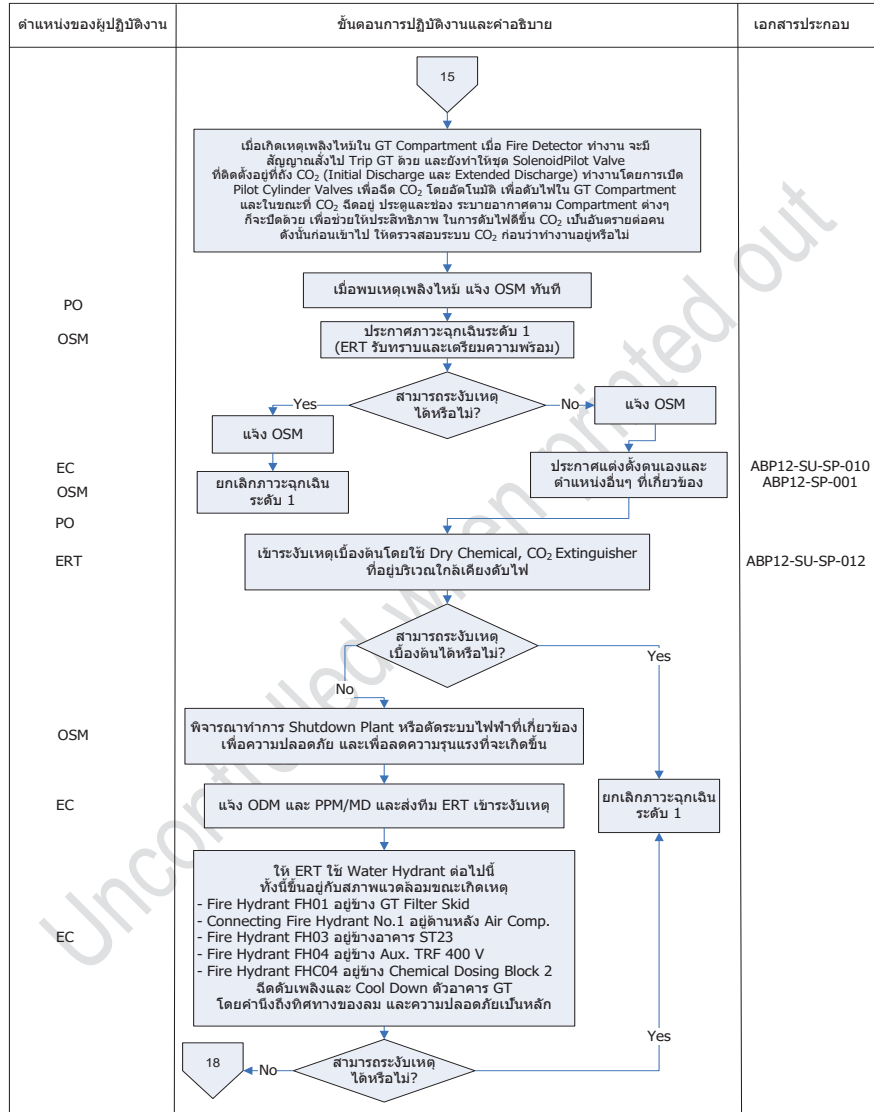 ตำแหน่งของผู้ปฏิบัติงาน
ขั้นตอนการปฏิบัติงานและคำอธิบาย
เอกสารประกอบ
15
เมื่อเกิดเหตุเพลิงไหม้ใน GT Compartment เมื่อ Fire Detector ทำงาน จะมี
สัญญาณสั่งไป Trip GT ด้วย และยังทำให้ชุด SolenoidPilot Valve
ที่ติดตั้งอยู่ที่ถัง CO₂ (Initial Discharge และ Extended Discharge) ทำงานโดยการเปิด
Pilot Cylinder Valves เพื่อฉีด CO₂ โดยอัตโนมัติ เพื่อดับไฟใน GT Compartment
และในขณะที่ CO₂ ฉีดอยู่ ประตูและช่อง ระบายอากาศตาม Compartment ต่างๆ
ก็จะปิดด้วย เพื่อช่วยให้ประสิทธิภาพ ในการดับไฟดีขึ้น CO₂ เป็นอันตรายต่อคน
ดังนั้นก่อนเข้าไป ให้ตรวจสอบระบบ CO₂ ก่อนว่าทำงานอยู่หรือไม่
PO
เมื่อพบเหตุเพลิงไหม้ แจ้ง OSM ทันที
OSM
ประกาศภาวะฉุกเฉินระดับ 1
(ERT รับทราบและเตรียมความพร้อม)
สามารถระงับเหตุ
ได้หรือไม่?
Yes
No
แจ้ง OSM
แจ้ง OSM
EC
OSM
ยกเลิกภาวะฉุกเฉิน
ระดับ 1
ประกาศแต่งตั้งตนเองและ
ตำแหน่งอื่นๆ ที่เกี่ยวข้อง
ABP12-SU-SP-010
ABP12-SP-001
PO
ERT
เข้าระงับเหตุเบื้องต้นโดยใช้ Dry Chemical, CO₂ Extinguisher
ที่อยู่บริเวณใกล้เคียงดับไฟ
ABP12-SU-SP-012
สามารถระงับเหตุ
เบื้องต้นได้หรือไม่?
Yes
No
OSM
พิจารณาทำการ Shutdown Plant หรือตัดระบบไฟฟ้าที่เกี่ยวข้อง
เพื่อความปลอดภัย และเพื่อลดความรุนแรงที่จะเกิดขึ้น
EC
แจ้ง ODM และ PPM/MD และส่งทีม ERT เข้าระงับเหตุ
ยกเลิกภาวะฉุกเฉิน
ระดับ 1
EC
ให้ ERT ใช้ Water Hydrant ต่อไปนี้
ทั้งนี้ขึ้นอยู่กับสภาพแวดล้อมขณะเกิดเหตุ
- Fire Hydrant FH01 อยู่ข้าง GT Filter Skid
- Connecting Fire Hydrant No.1 อยู่ด้านหลัง Air Comp.
- Fire Hydrant FH03 อยู่ข้างอาคาร ST23
- Fire Hydrant FH04 อยู่ข้าง Aux. TRF 400 V
- Fire Hydrant FHC04 อยู่ข้าง Chemical Dosing Block 2
ฉีดดับเพลิงและ Cool Down ตัวอาคาร GT
โดยคำนึงถึงทิศทางของลม และความปลอดภัยเป็นหลัก
Yes
สามารถระงับเหตุ
ได้หรือไม่?
No
18
Uncontrolled when printed out